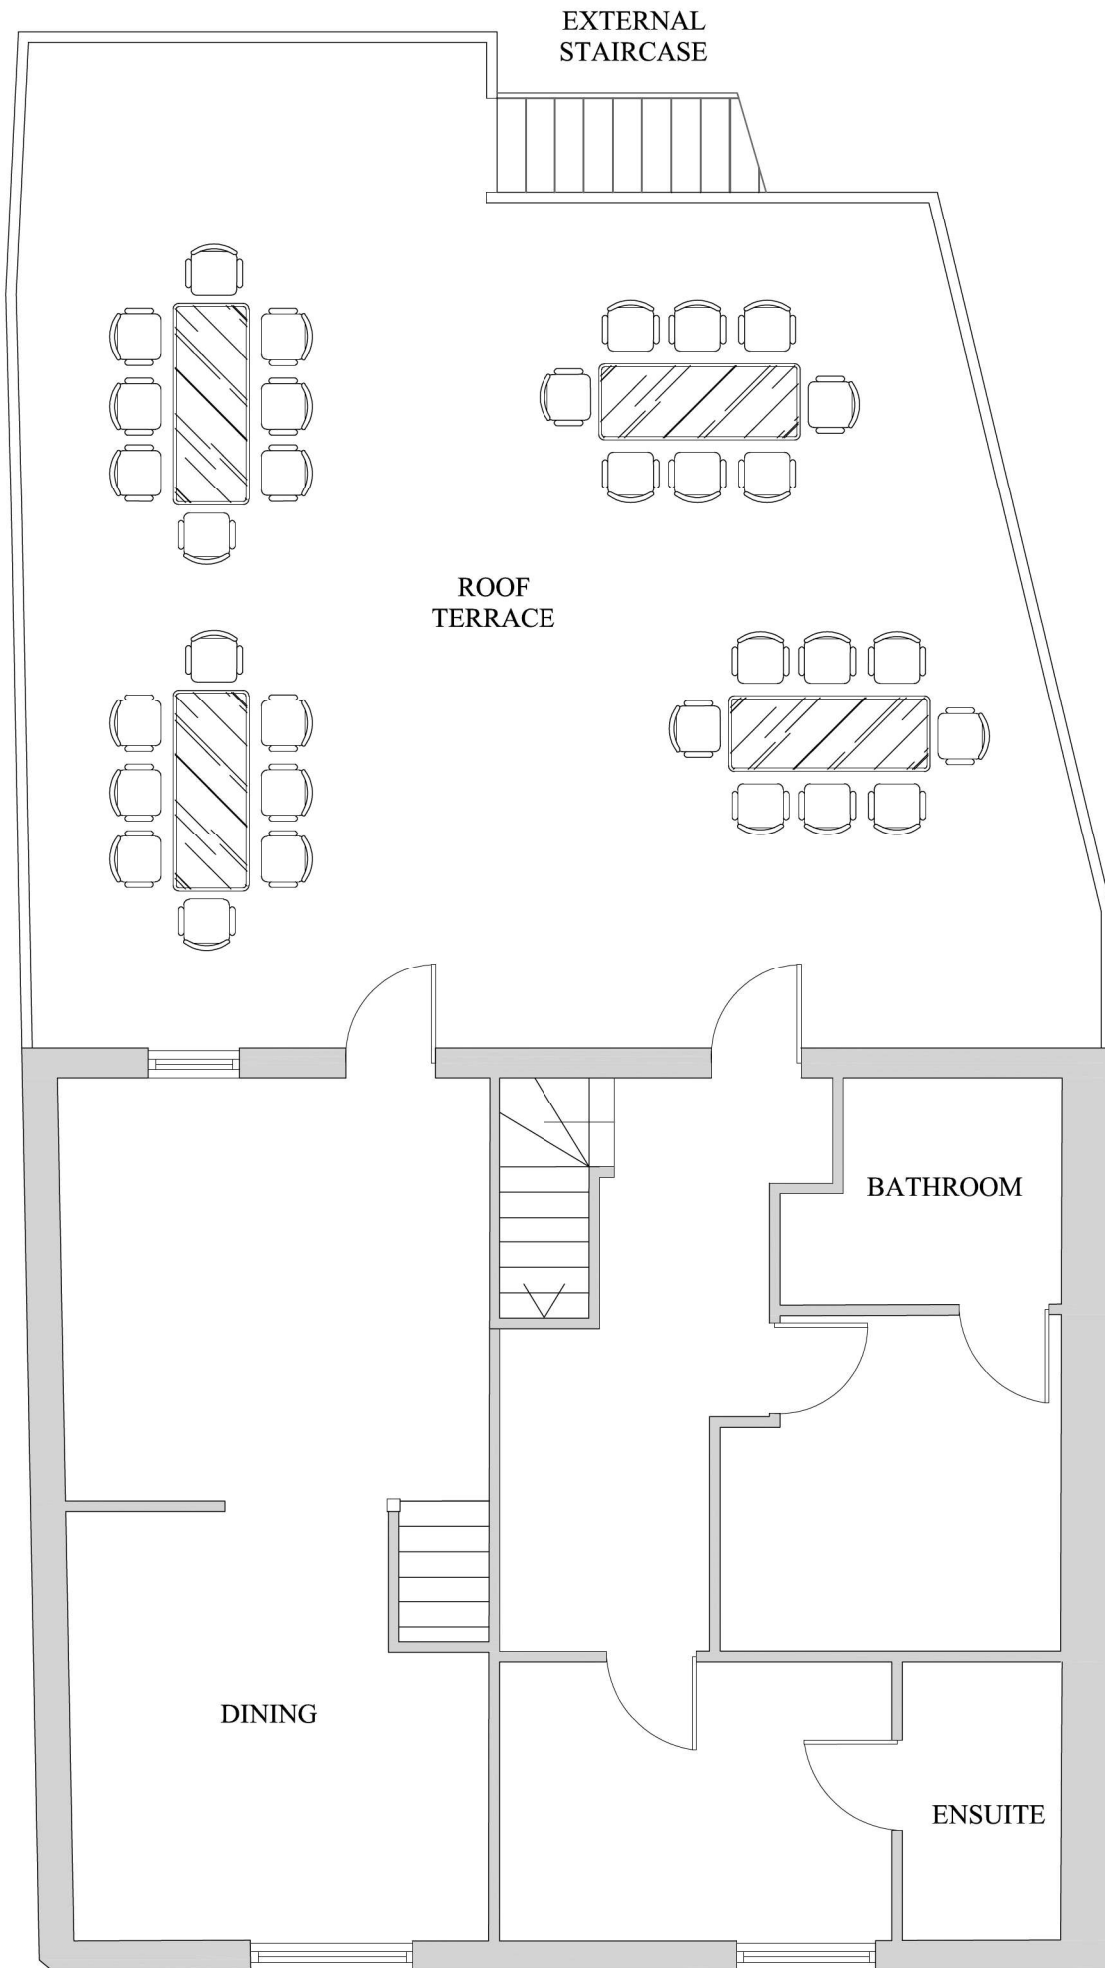 EXTERNAL
STAIRCASE
ROOF
TERRACE
BATHROOM
DINING
ENSUITE